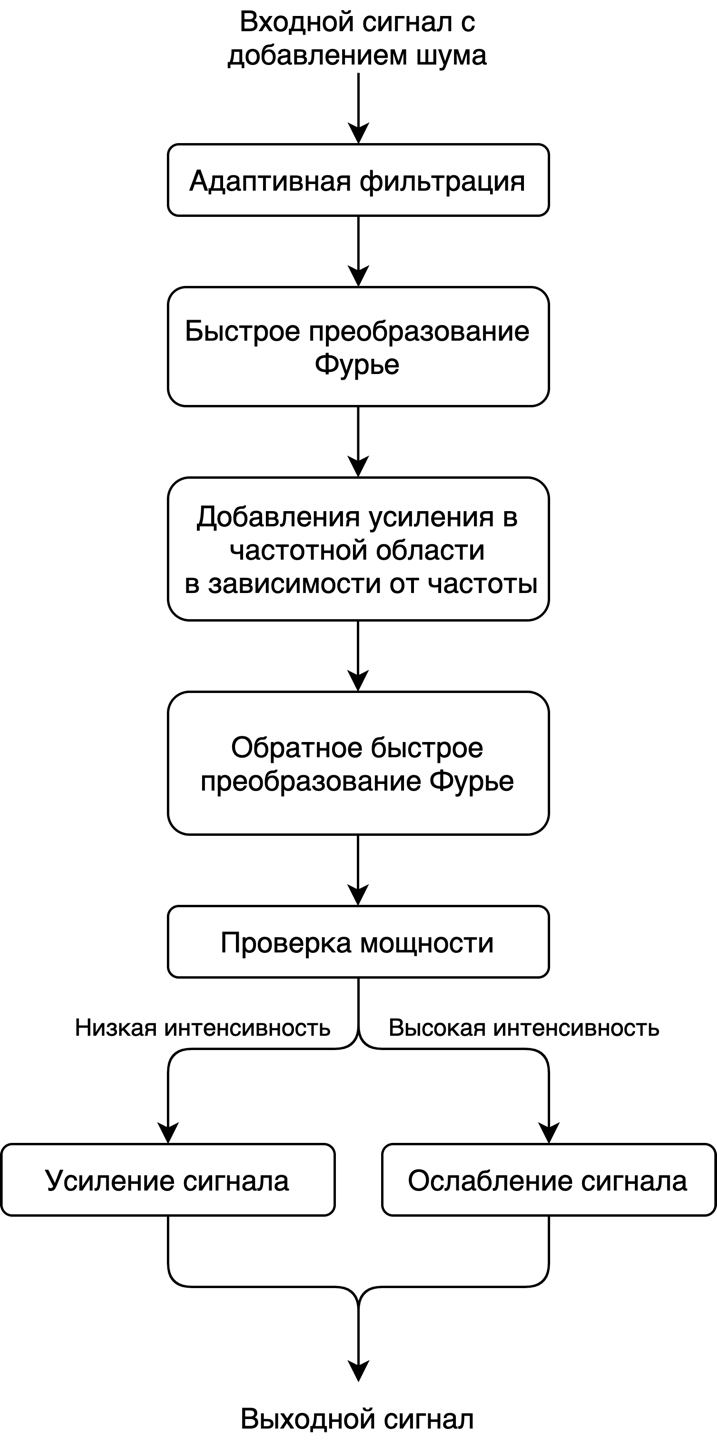 Входной сигнал с
добавлением шума
Адаптивная фильтрация
Быстрое преобразование
Фурье
Добавления усиления в
частотной области
в зависимости от частоты
Обратное быстрое
преобразование Фурье
Проверка мощности
Низкая интенсивность
Высокая интенсивность
Усиление сигнала
Ослабление сигнала
Выходной сигнал